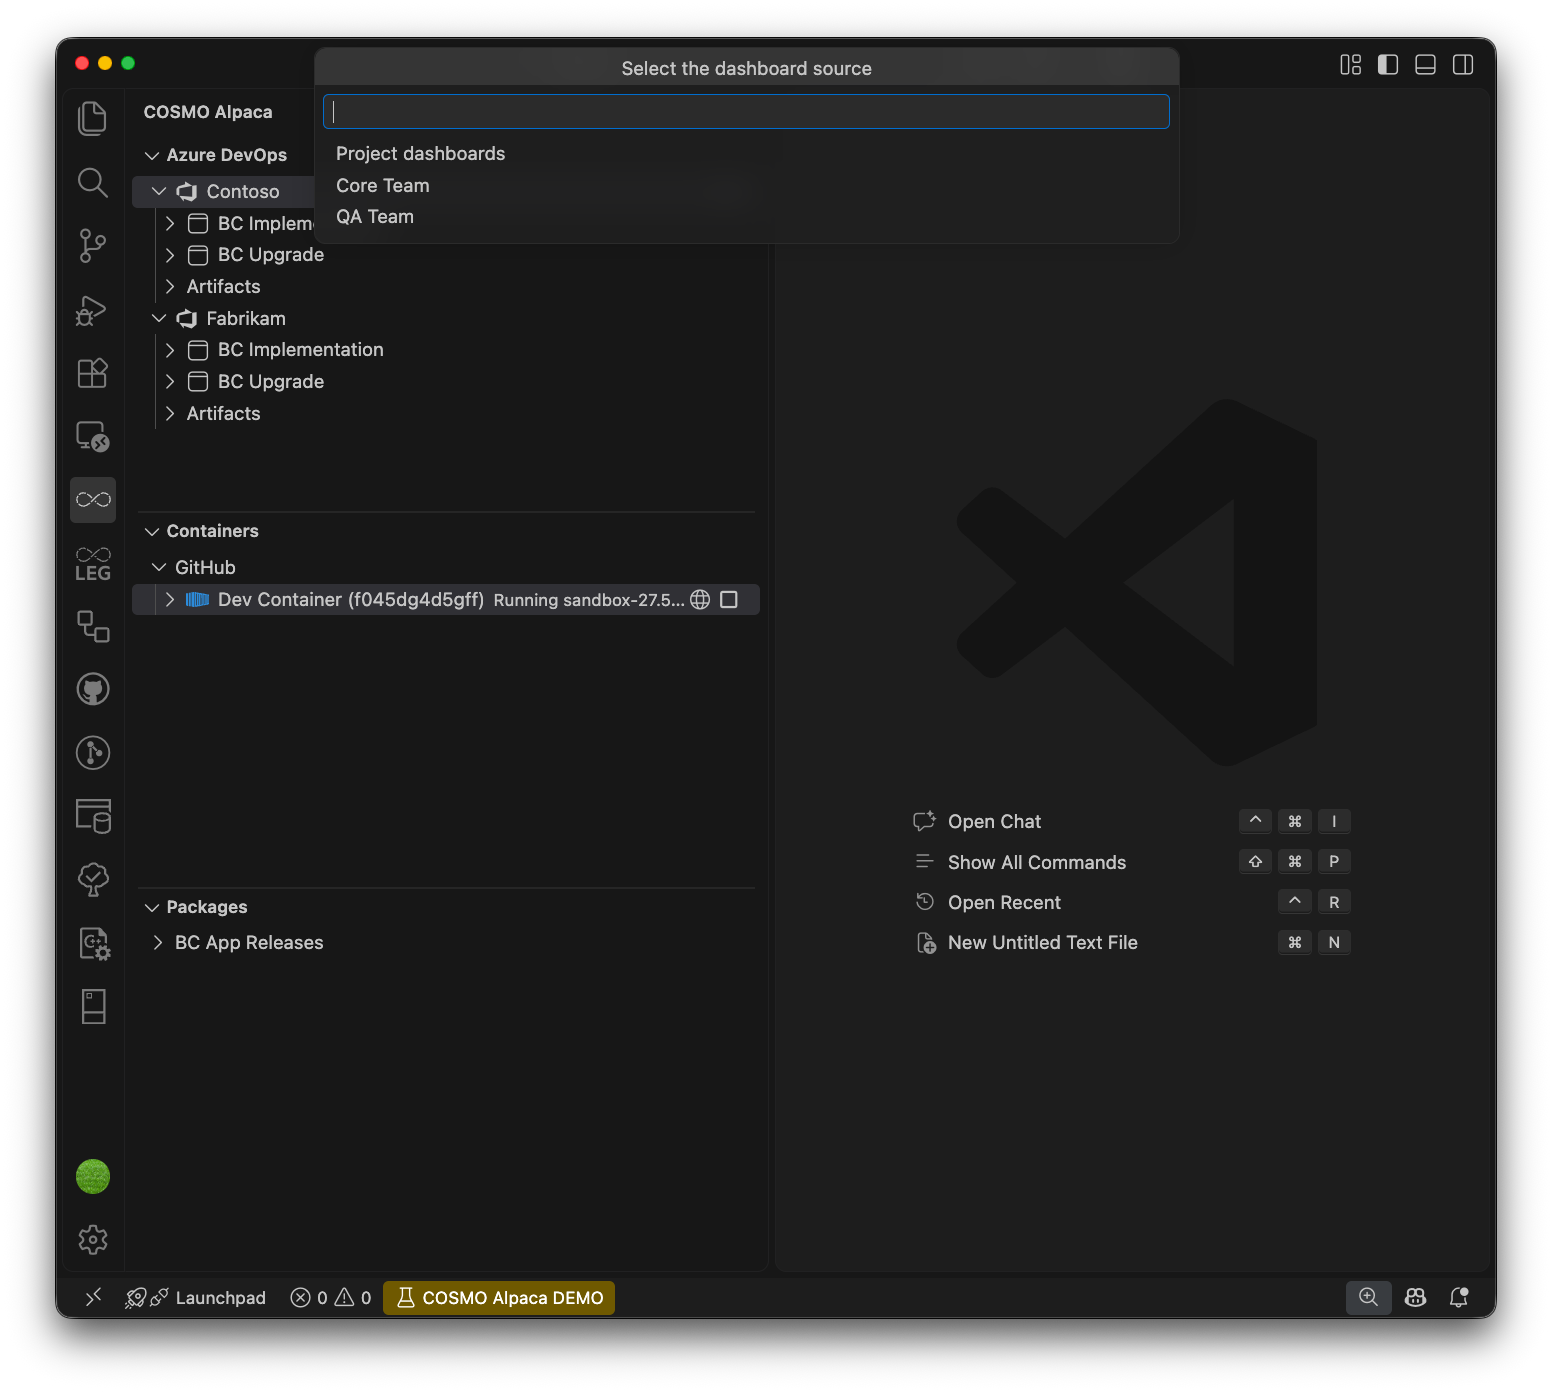 Select the dashboard source
Project dashboards
Core Team
QA Team
COSMO Alpaca
Azure DevOps
Contoso
BC Implem
BC Upgrade
Artifacts
Fabrikam
BC Implementation
BC Upgrade
Artifacts
Containers
GitHub
Dev Container (f045dg4d5gff) Running sandbox-27.5...
LEG
Packages
BC App Releases
Open Chat ^ ⌘ I
Show All Commands ⇧ ⌘ P
Open Recent ^ R
New Untitled Text File ⌘ N
Launchpad 0 0 COSMO Alpaca DEMO